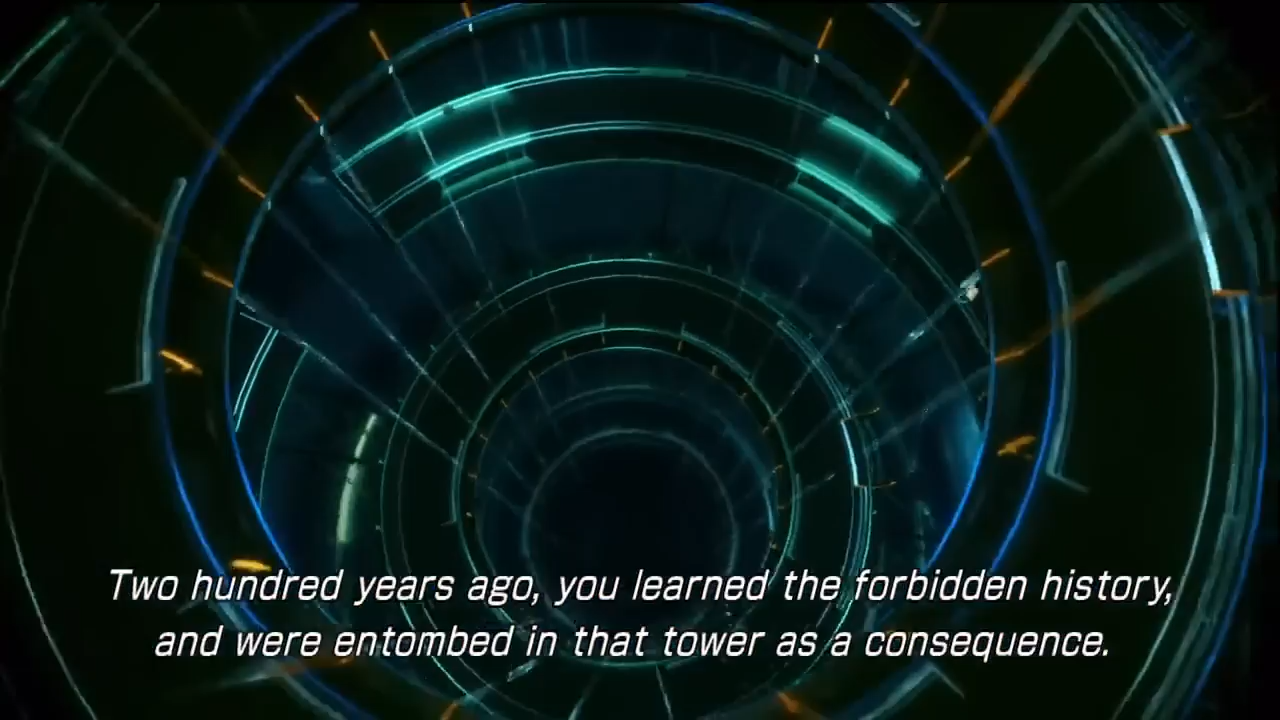 Two hundred years ago, you learned the forbidden history,
and were entombed in that tower as a consequence.